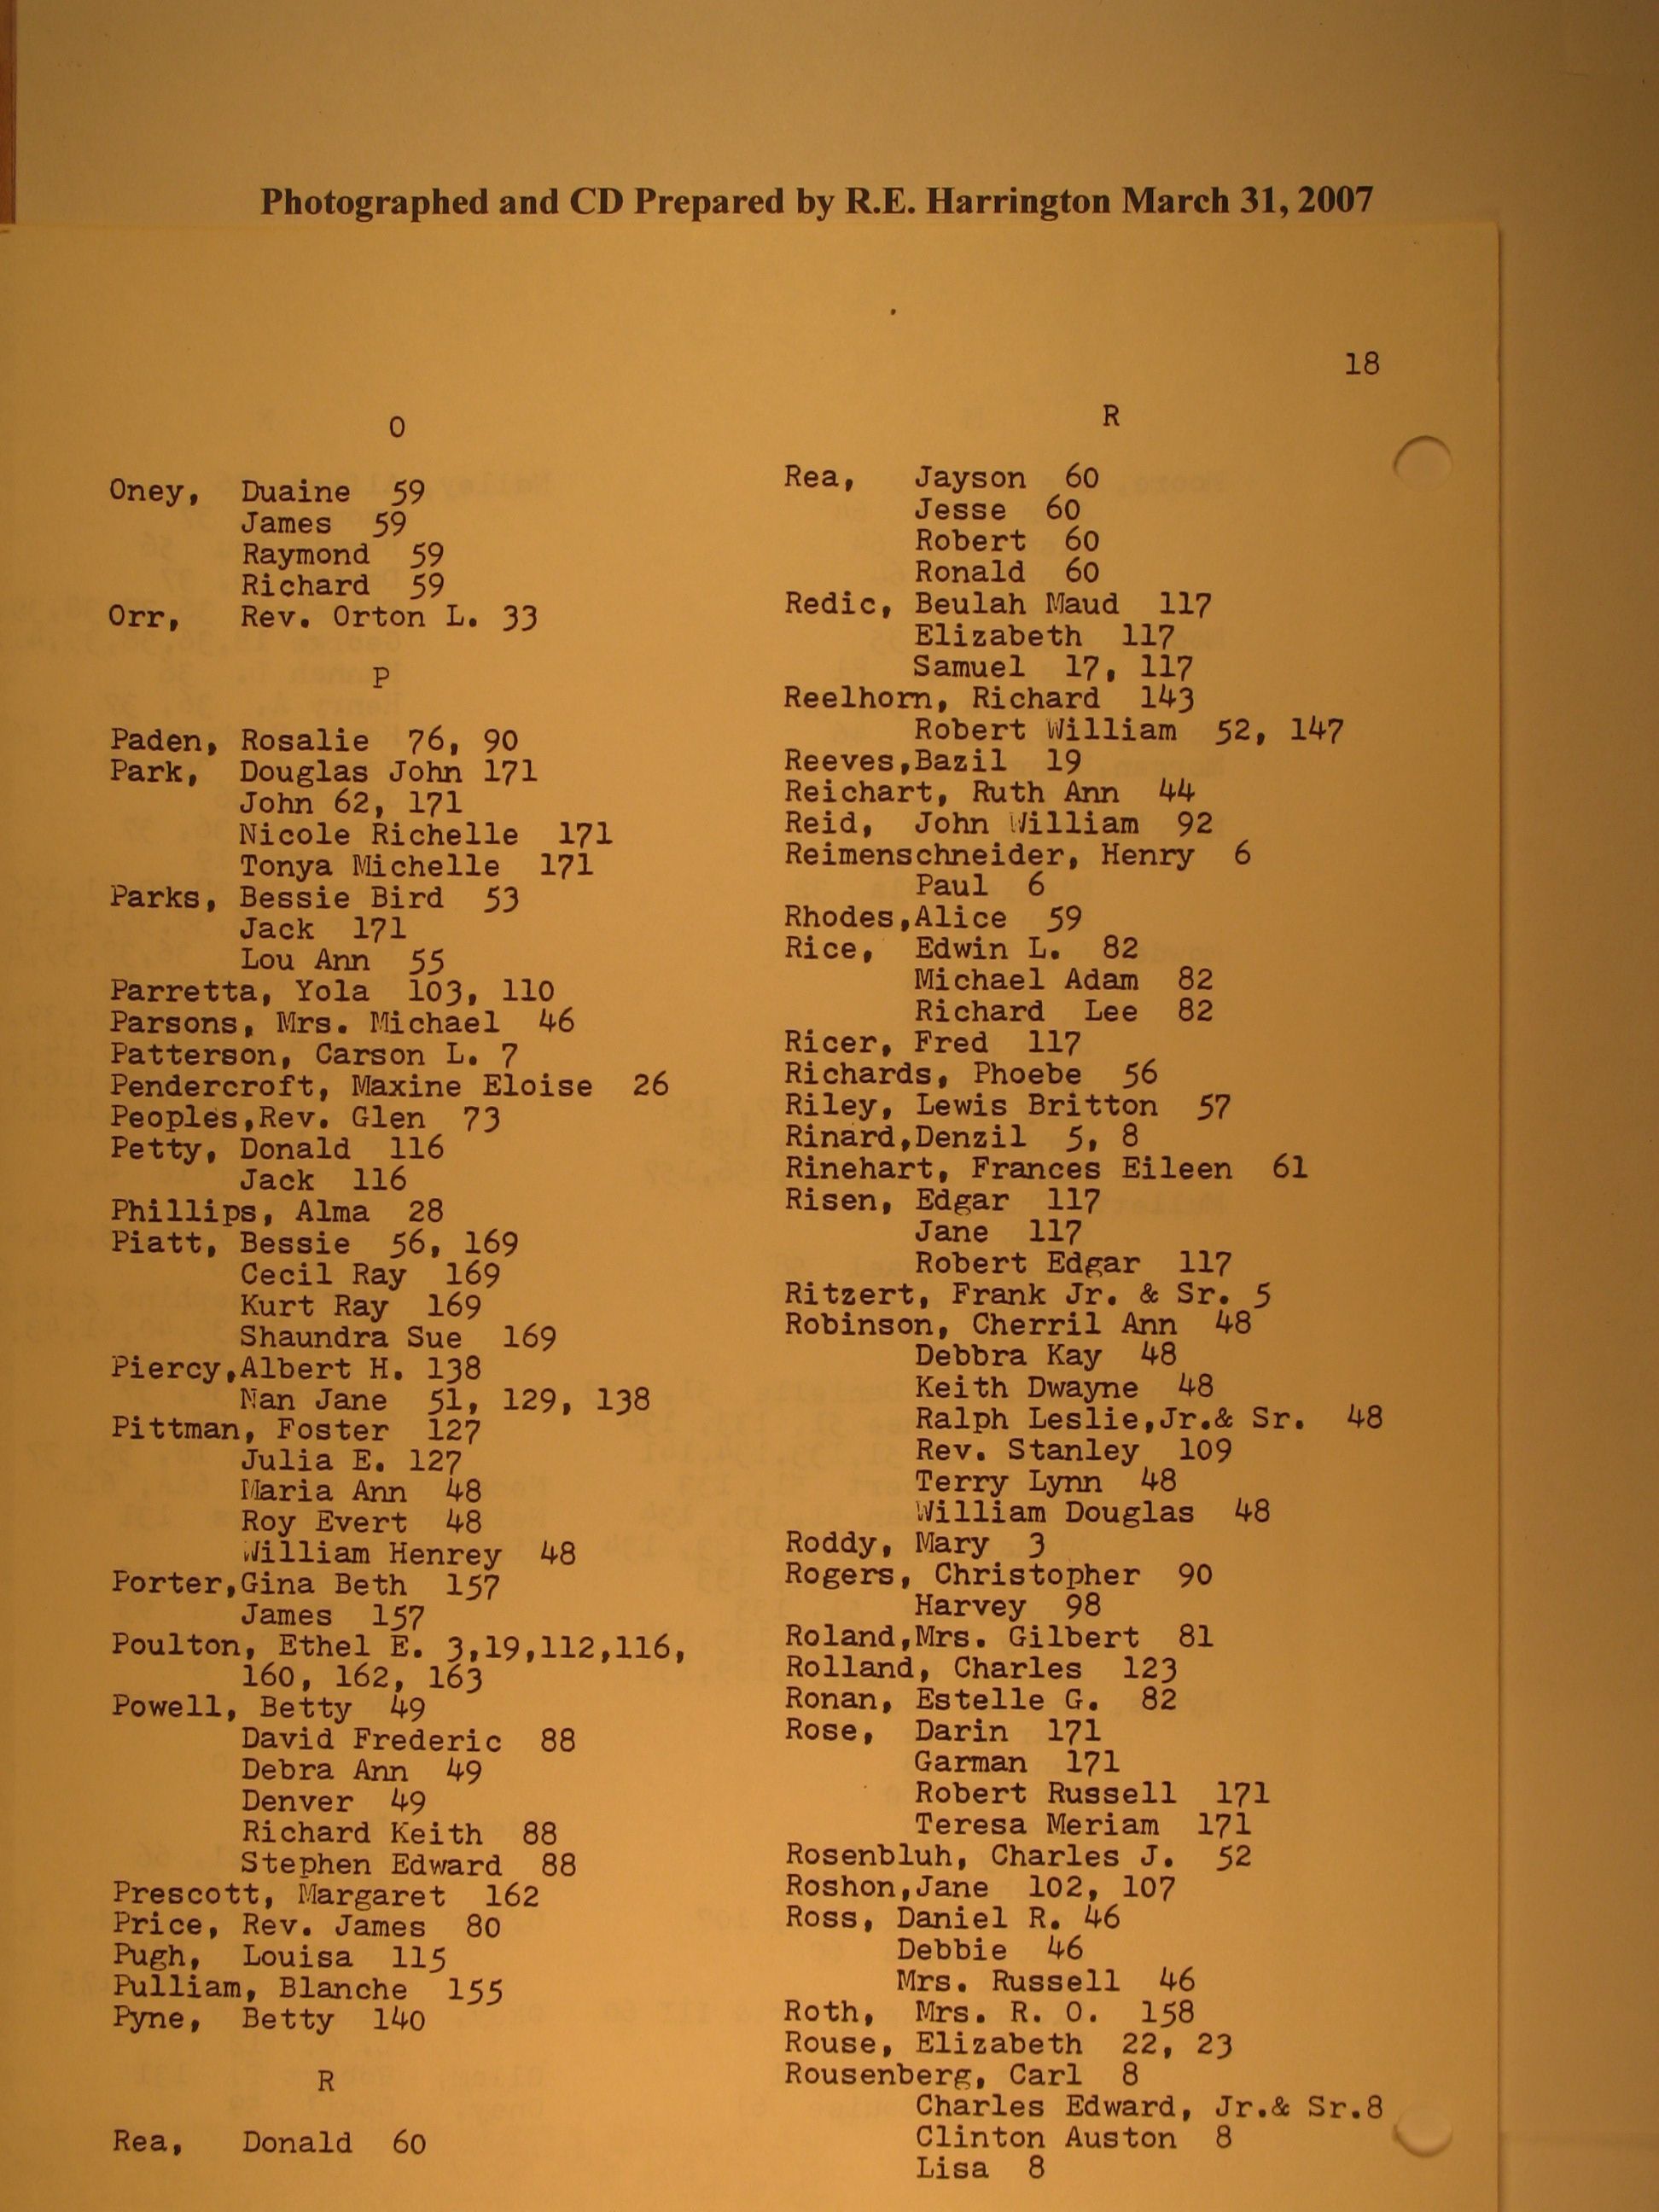 Photographed and CD Prepared by R.E. Harrington March 31, 2007
18
O
Oney, Duaine 59
James 59
Raymond 59
Richard 59
Orr, Rev. Orton L. 33
P
Paden, Rosalie 76, 90
Park, Douglas John 171
John 62, 171
Nicole Richelle 171
Tonya Michelle 171
Parks, Bessie Bird 53
Jack 171
Lou Ann 55
Parretta, Yola 103, 110
Parsons, Mrs. Michael 46
Patterson, Carson L. 7
Pendercroft, Maxine Eloise 26
Peoples,Rev. Glen 73
Petty, Donald 116
Jack 116
Phillips, Alma 28
Piatt, Bessie 56, 169
Cecil Ray 169
Kurt Ray 169
Shaundra Sue 169
Piercy,Albert H. 138
Nan Jane 51, 129, 138
Pittman, Foster 127
Julia E. 127
Maria Ann 48
Roy Evert 48
William Henrey 48
Porter,Gina Beth 157
James 157
Poulton, Ethel E. 3,19,112,116,
160, 162, 163
Powell, Betty 49
David Frederic 88
Debra Ann 49
Denver 49
Richard Keith 88
Stephen Edward 88
Prescott, Margaret 162
Price, Rev. James 80
Pugh, Louisa 115
Pulliam, Blanche 155
Pyne, Betty 140
R
Rea, Donald 60
R
Rea, Jayson 60
Jesse 60
Robert 60
Ronald 60
Redic, Beulah Maud 117
Elizabeth 117
Samuel 17, 117
Reelhorn, Richard 143
Robert William 52, 147
Reeves,Bazil 19
Reichart, Ruth Ann 44
Reid, John William 92
Reimenschneider, Henry 6
Paul 6
Rhodes,Alice 59
Rice, Edwin L. 82
Michael Adam 82
Richard Lee 82
Ricer, Fred 117
Richards, Phoebe 56
Riley, Lewis Britton 57
Rinard,Denzil 5, 8
Rinehart, Frances Eileen 61
Risen, Edgar 117
Jane 117
Robert Edgar 117
Ritzert, Frank Jr. & Sr. 5
Robinson, Cherril Ann 48
Debbra Kay 48
Keith Dwayne 48
Ralph Leslie,Jr.& Sr. 48
Rev. Stanley 109
Terry Lynn 48
William Douglas 48
Roddy, Mary 3
Rogers, Christopher 90
Harvey 98
Roland,Mrs. Gilbert 81
Rolland, Charles 123
Ronan, Estelle G. 82
Rose, Darin 171
Garman 171
Robert Russell 171
Teresa Meriam 171
Rosenbluh, Charles J. 52
Roshon,Jane 102, 107
Ross, Daniel R. 46
Debbie 46
Mrs. Russell 46
Roth, Mrs. R. O. 158
Rouse, Elizabeth 22, 23
Rousenberg, Carl 8
Charles Edward, Jr.& Sr.8
Clinton Auston 8
Lisa 8